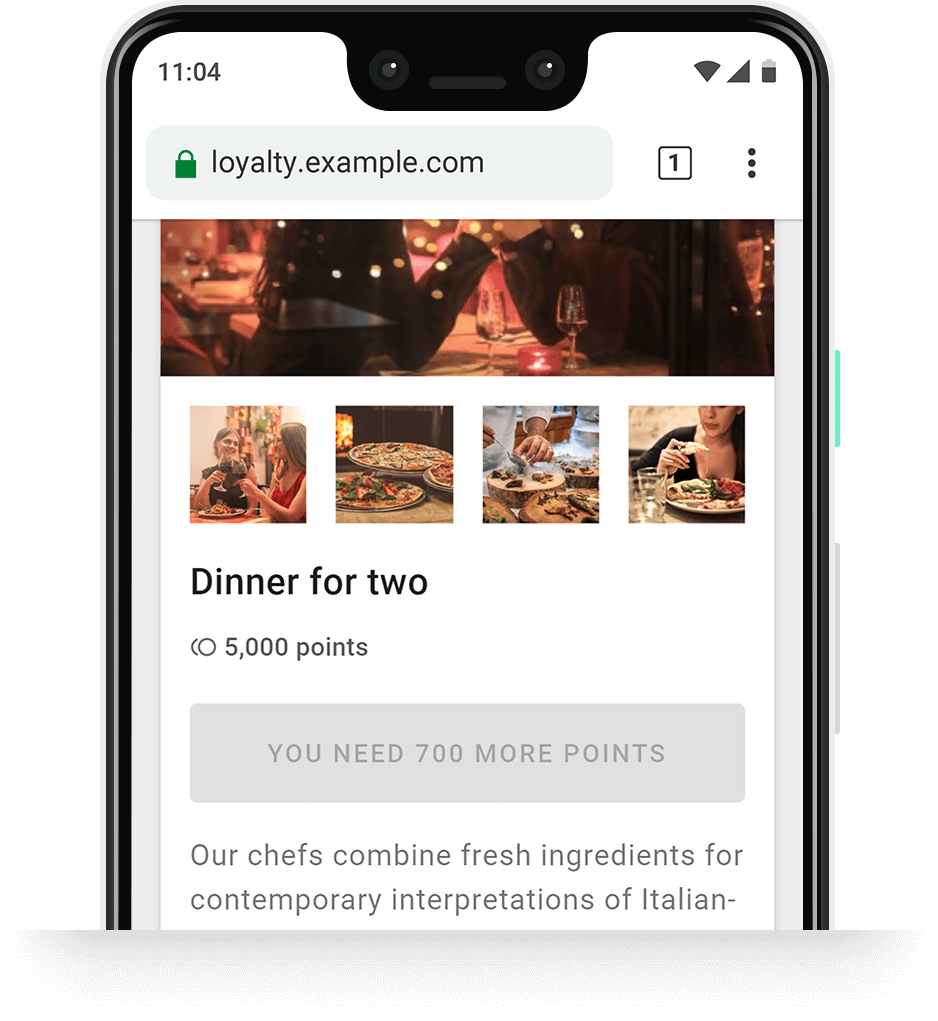 11:04
loyalty.example.com
1
Dinner for two
5,000 points
YOU NEED 700 MORE POINTS
Our chefs combine fresh ingredients for
contemporary interpretations of Italian-